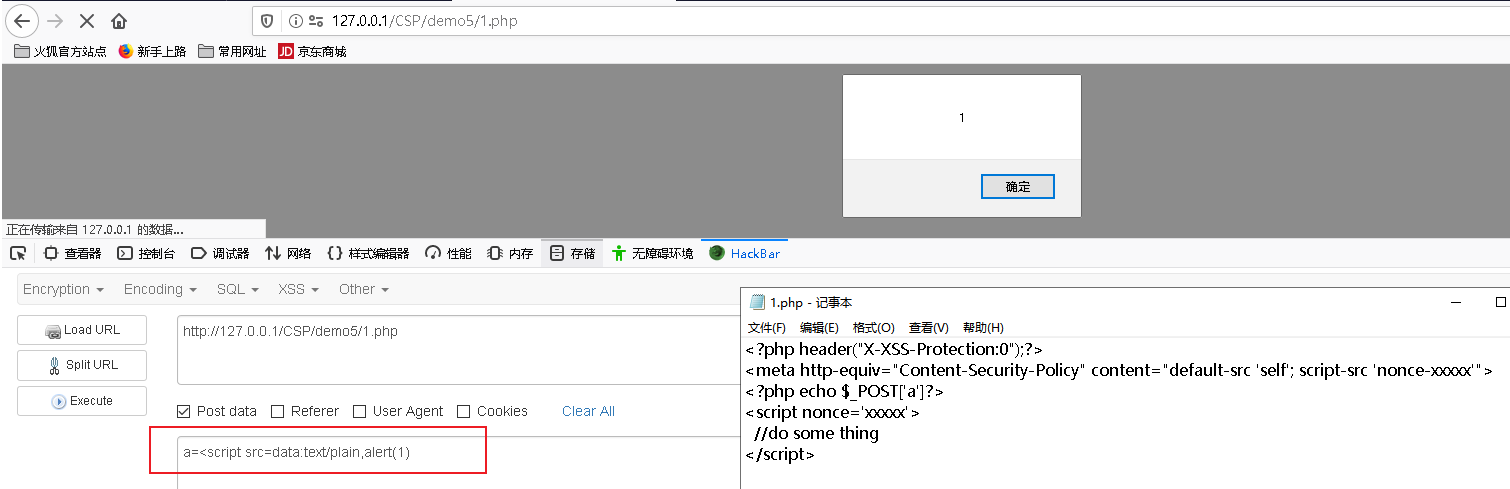 127.0.0.1/CSP/demo5/1.php
火狐官方站点 新手上路 常用网址 JD 京东商城
1
确定
正在传输来自 127.0.0.1 的数据...
查看器 控制台 调试器 网络 {} 样式编辑器 性能 内存 存储 无障碍环境 HackBar
Encryption Encoding SQL XSS Other
Load URL
http://127.0.0.1/CSP/demo5/1.php
Split URL
Execute
Post data Referer User Agent Cookies Clear All
a=<script src=data:text/plain,alert(1)
1.php - 记事本
文件(F) 编辑(E) 格式(O) 查看(V) 帮助(H)
<?php header("X-XSS-Protection:0");?>
<meta http-equiv="Content-Security-Policy" content="default-src 'self'; script-src 'nonce-xxxxx'">
<?php echo $_POST['a']?>
<script nonce='xxxxx'>
//do some thing
</script>